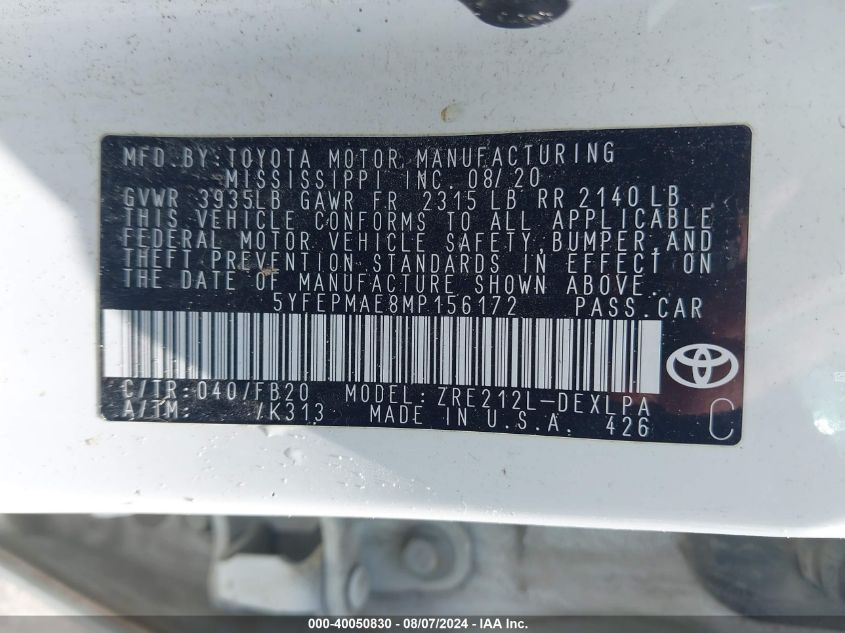 MFD.BY:TOYOTA MOTOR MANUFACTURING
MISSISSIPPI INC. 08/20
GVWR 3935LB GAWR FR 2315 LB RR 2140 LB
THIS VEHICLE CONFORMS TO ALL APPLICABLE
FEDERAL MOTOR VEHICLE SAFETY,BUMPER,AND
THEFT PREVENTION STANDARDS IN EFFECT ON
THE DATE OF MANUFACTURE SHOWN ABOVE.
5YFEPMAE8MP156172 PASS.CAR
C/TR:040/FB20 MODEL:ZRE212L-DEXLPA
A/TM: /K313 MADE IN U.S.A. 426
C
000-40050830 - 08/07/2024 - IAA Inc.